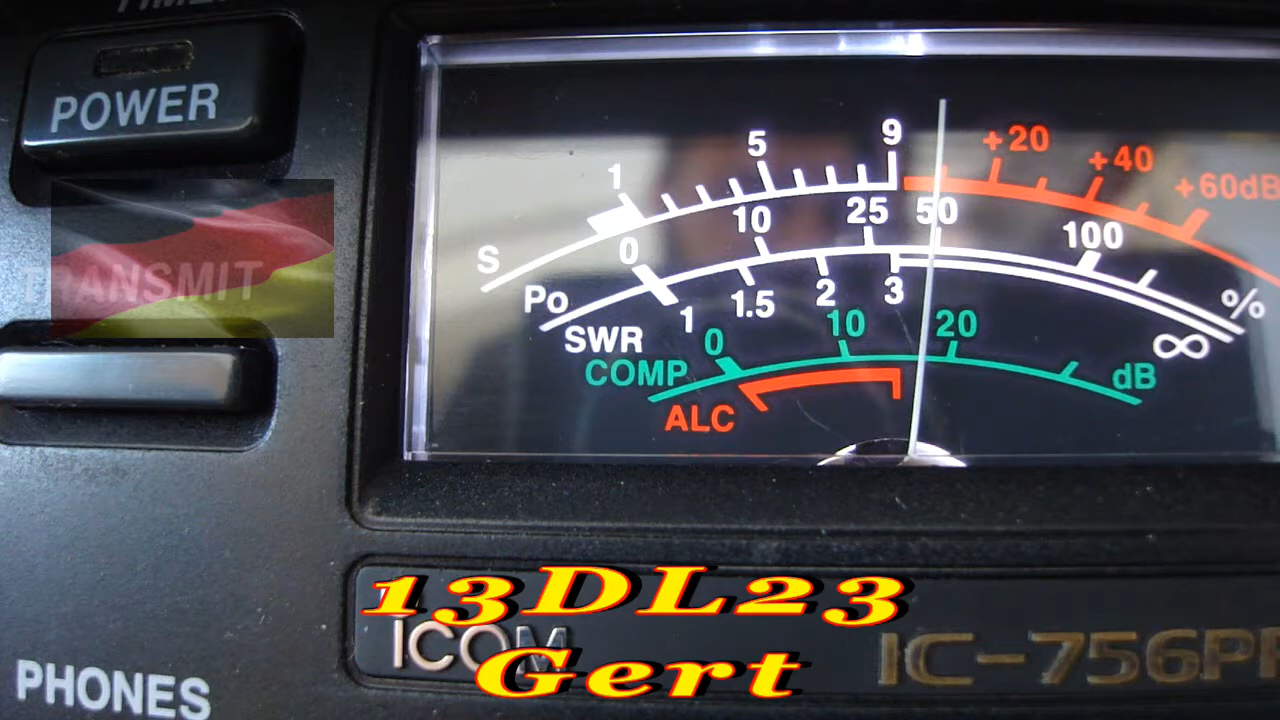 POWER
TRANSMIT
1 5 9 +20 +40 +60dB
S
0 10 25 50 100
Po
%
SWR 1 1.5 2 3 ∞
COMP 0 10 20 dB
ALC
13DL23
ICOM
IC-756PR
Gert
PHONES